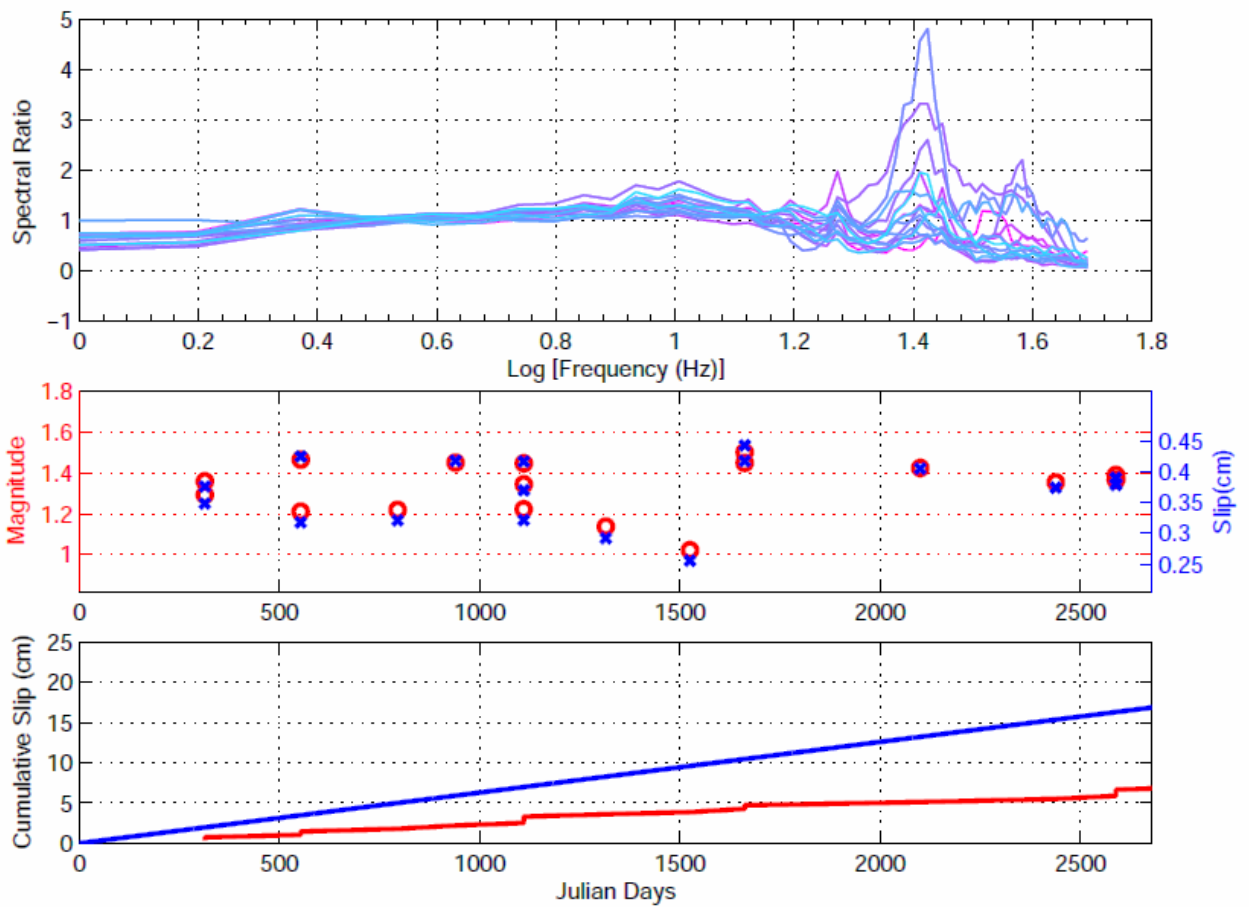 5
4
3
2
1
0
−1
Spectral Ratio
0 0.2 0.4 0.6 0.8 1 1.2 1.4 1.6 1.8
Log [Frequency (Hz)]
1.8
1.6
1.4
1.2
1
Magnitude
0.45
0.4
0.35
0.3
0.25
Slip(cm)
0 500 1000 1500 2000 2500
25
20
15
10
5
0
Cumulative Slip (cm)
0 500 1000 1500 2000 2500
Julian Days